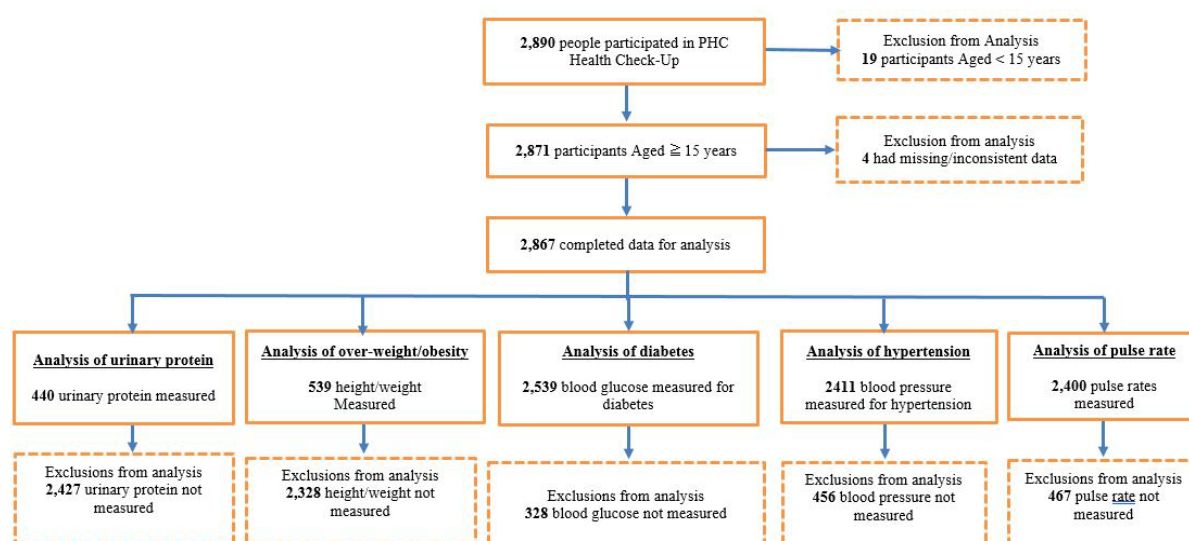 2,890 people participated in PHC
Health Check-Up
Exclusion from Analysis
19 participants Aged < 15 years
2,871 participants Aged ≧ 15 years
Exclusion from analysis
4 had missing/inconsistent data
2,867 completed data for analysis
Analysis of urinary protein
440 urinary protein measured
Analysis of over-weight/obesity
539 height/weight
Measured
Analysis of diabetes
2,539 blood glucose measured for
diabetes
Analysis of hypertension
2411 blood pressure
measured for hypertension
Analysis of pulse rate
2,400 pulse rates
measured
Exclusions from analysis
2,427 urinary protein not
measured
Exclusions from analysis
2,328 height/weight not
measured
Exclusions from analysis
328 blood glucose not measured
Exclusions from analysis
456 blood pressure not
measured
Exclusions from analysis
467 pulse rate not
measured